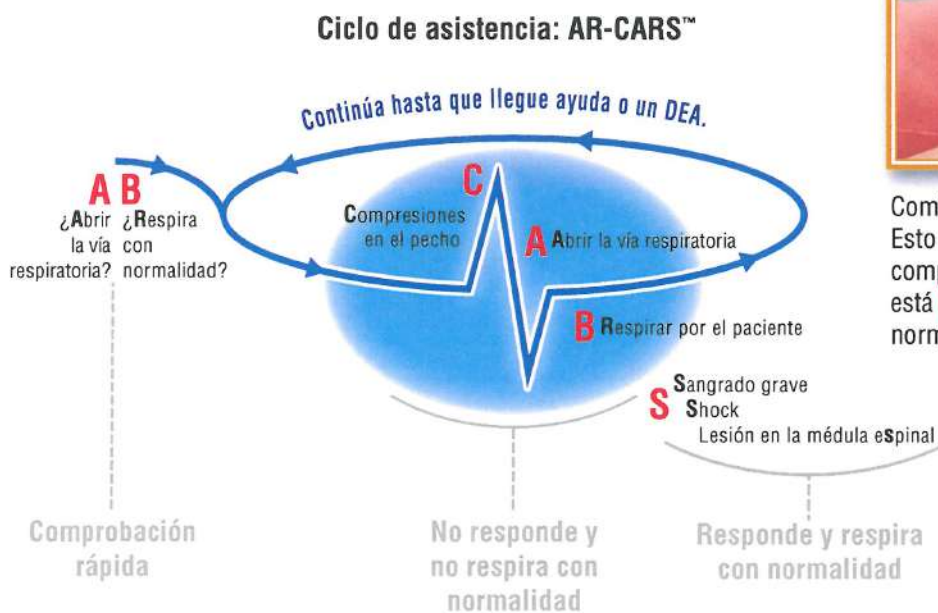 Ciclo de asistencia: AR-CARS™
Continúa hasta que llegue ayuda o un DEA.
A B
¿Abrir
la vía
respiratoria?
¿Respira
con
normalidad?
C
Compresiones
en el pecho
A Abrir la vía respiratoria
B Respirar por el paciente
S
Sangrado grave
Shock
Lesión en la médula espinal
Comprobación
rápida
No responde y
no respira con
normalidad
Responde y respira
con normalidad
Com
Esto
comp
está
norm